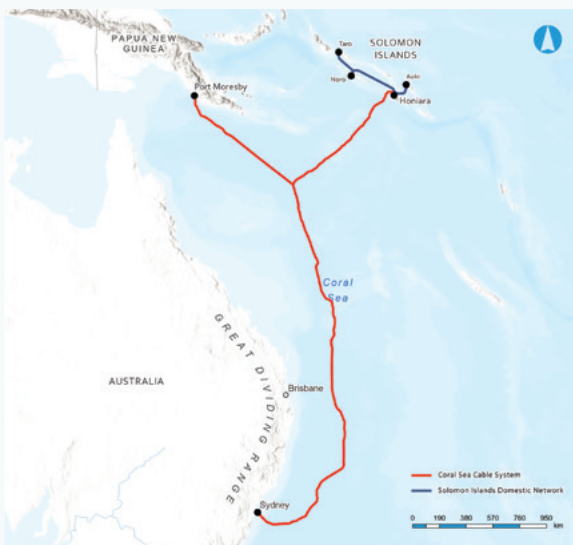 PAPUA NEW
GUINEA
SOLOMON
ISLANDS
Taro
Noro
Auki
Honiara
Port Moresby
Coral
Sea
GREAT DIVIDING RANGE
AUSTRALIA
Brisbane
Sydney
Coral Sea Cable System
Solomon Islands Domestic Network
0 190 380 570 760 950
km